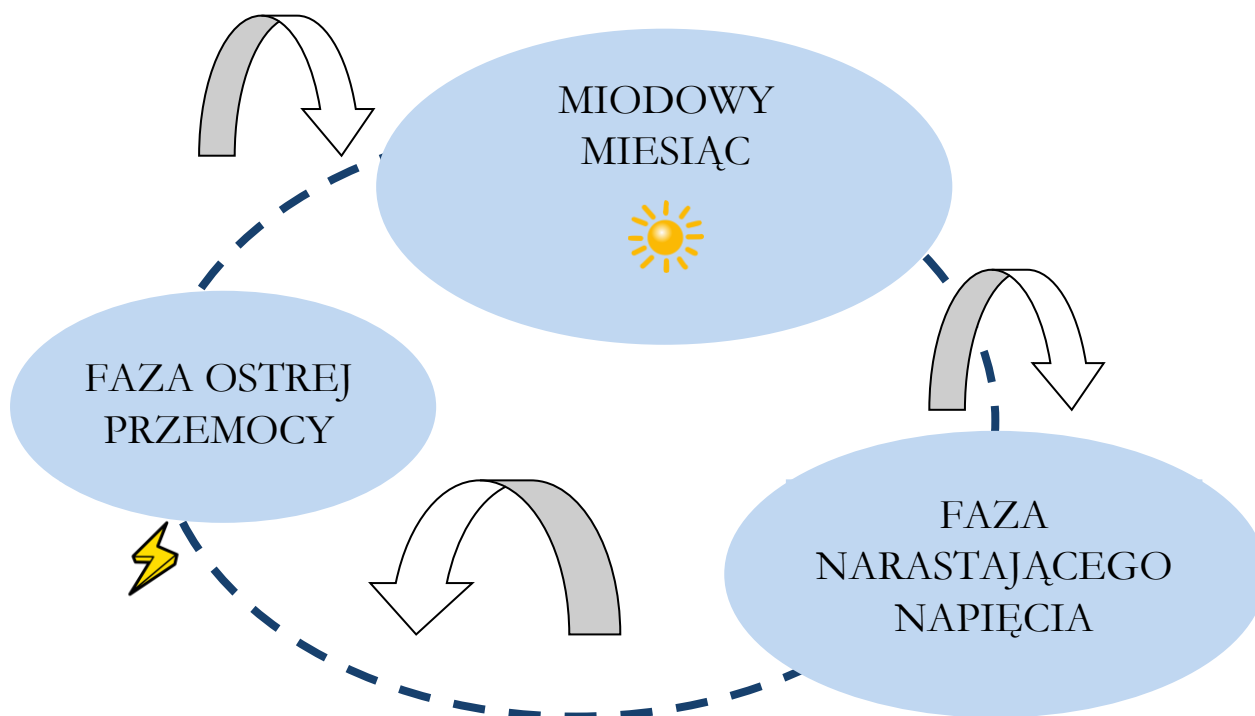 MIODOWY
MIESIĄC
FAZA OSTREJ
PRZEMOCY
FAZA
NARASTAJĄCEGO
NAPIĘCIA